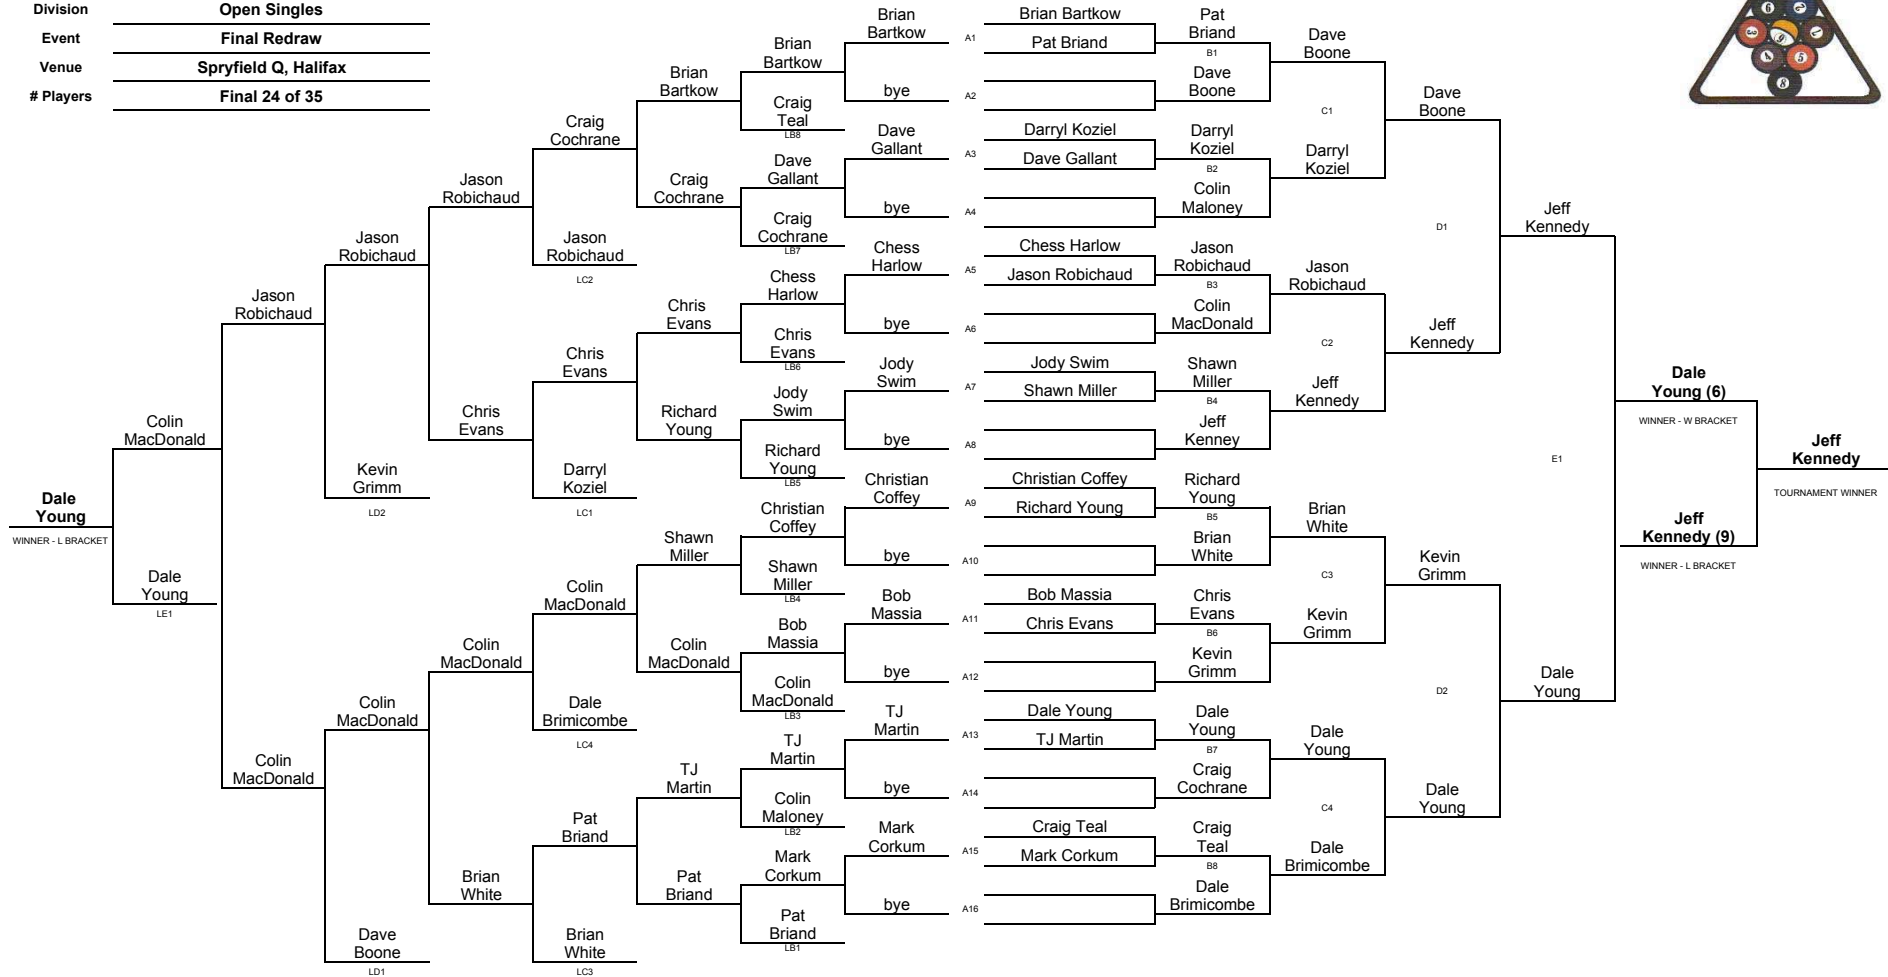 Division Open Singles
Event Final Redraw
Venue Spryfield Q, Halifax
# Players Final 24 of 35
Dale
Young
WINNER - L BRACKET
Colin
MacDonald
Dale
Young
LE1
Jason
Robichaud
Colin
MacDonald
Jason
Robichaud
Kevin
Grimm
LD2
Colin
MacDonald
Dave
Boone
LD1
Jason
Robichaud
Chris
Evans
Colin
MacDonald
Brian
White
Craig
Cochrane
Jason
Robichaud
LC2
Chris
Evans
Darryl
Koziel
LC1
Colin
MacDonald
Dale
Brimicombe
LC4
Pat
Briand
Brian
White
LC3
Brian
Bartkow
Craig
Cochrane
Chris
Evans
Richard
Young
Shawn
Miller
Colin
MacDonald
TJ
Martin
Pat
Briand
Brian
Bartkow
Craig
Teal
LB8
Dave
Gallant
Craig
Cochrane
LB7
Chess
Harlow
Chris
Evans
LB6
Jody
Swim
Richard
Young
LB5
Christian
Coffey
Shawn
Miller
LB4
Bob
Massia
Colin
MacDonald
LB3
TJ
Martin
Colin
Maloney
LB2
Mark
Corkum
Pat
Briand
LB1
Brian
Bartkow
bye
Dave
Gallant
bye
Chess
Harlow
bye
Jody
Swim
bye
Christian
Coffey
bye
Bob
Massia
bye
TJ
Martin
bye
Mark
Corkum
bye
A1
A2
A3
A4
A5
A6
A7
A8
A9
A10
A11
A12
A13
A14
A15
A16
Brian Bartkow
Pat Briand
Darryl Koziel
Dave Gallant
Chess Harlow
Jason Robichaud
Jody Swim
Shawn Miller
Christian Coffey
Richard Young
Bob Massia
Chris Evans
Dale Young
TJ Martin
Craig Teal
Mark Corkum
Pat
Briand
B1
Dave
Boone
Darryl
Koziel
B2
Colin
Maloney
Jason
Robichaud
B3
Colin
MacDonald
Shawn
Miller
B4
Jeff
Kenney
Richard
Young
B5
Brian
White
Chris
Evans
B6
Kevin
Grimm
Dale
Young
B7
Craig
Cochrane
Craig
Teal
B8
Dale
Brimicombe
Dave
Boone
C1
Darryl
Koziel
Jason
Robichaud
C2
Jeff
Kennedy
Brian
White
C3
Kevin
Grimm
Dale
Young
C4
Dale
Brimicombe
Dave
Boone
D1
Jeff
Kennedy
Kevin
Grimm
D2
Dale
Young
Jeff
Kennedy
E1
Dale
Young
Dale
Young (6)
WINNER - W BRACKET
Jeff
Kennedy (9)
WINNER - L BRACKET
Jeff
Kennedy
TOURNAMENT WINNER
6 2
3 9 1
4 5
8